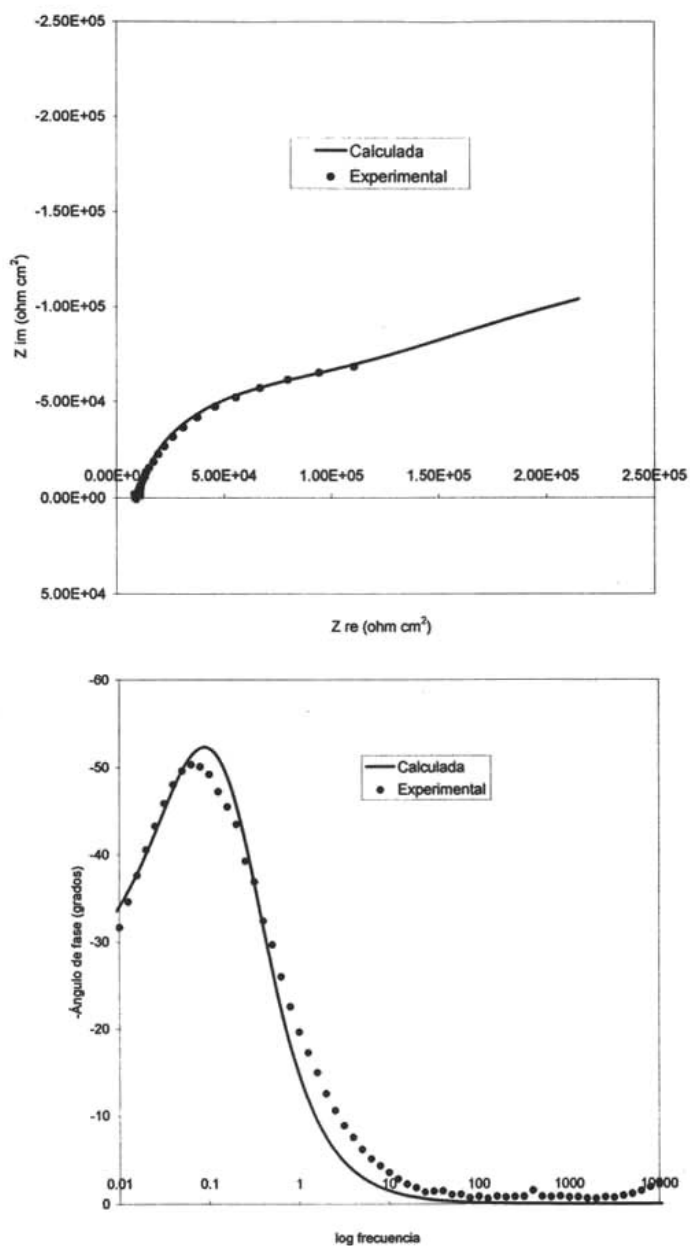 -2.50E+05
-2.00E+05
-1.50E+05
-1.00E+05
-5.00E+04
0.00E+00
5.00E+04
Z im (ohm cm²)
Calculada
Experimental
0.00E+00 5.00E+04 1.00E+05 1.50E+05 2.00E+05 2.50E+05
Z re (ohm cm²)
-60
-50
-40
-30
-20
-10
0
-Ángulo de fase (grados)
Calculada
Experimental
0.01 0.1 1 10 100 1000 10000
log frecuencia